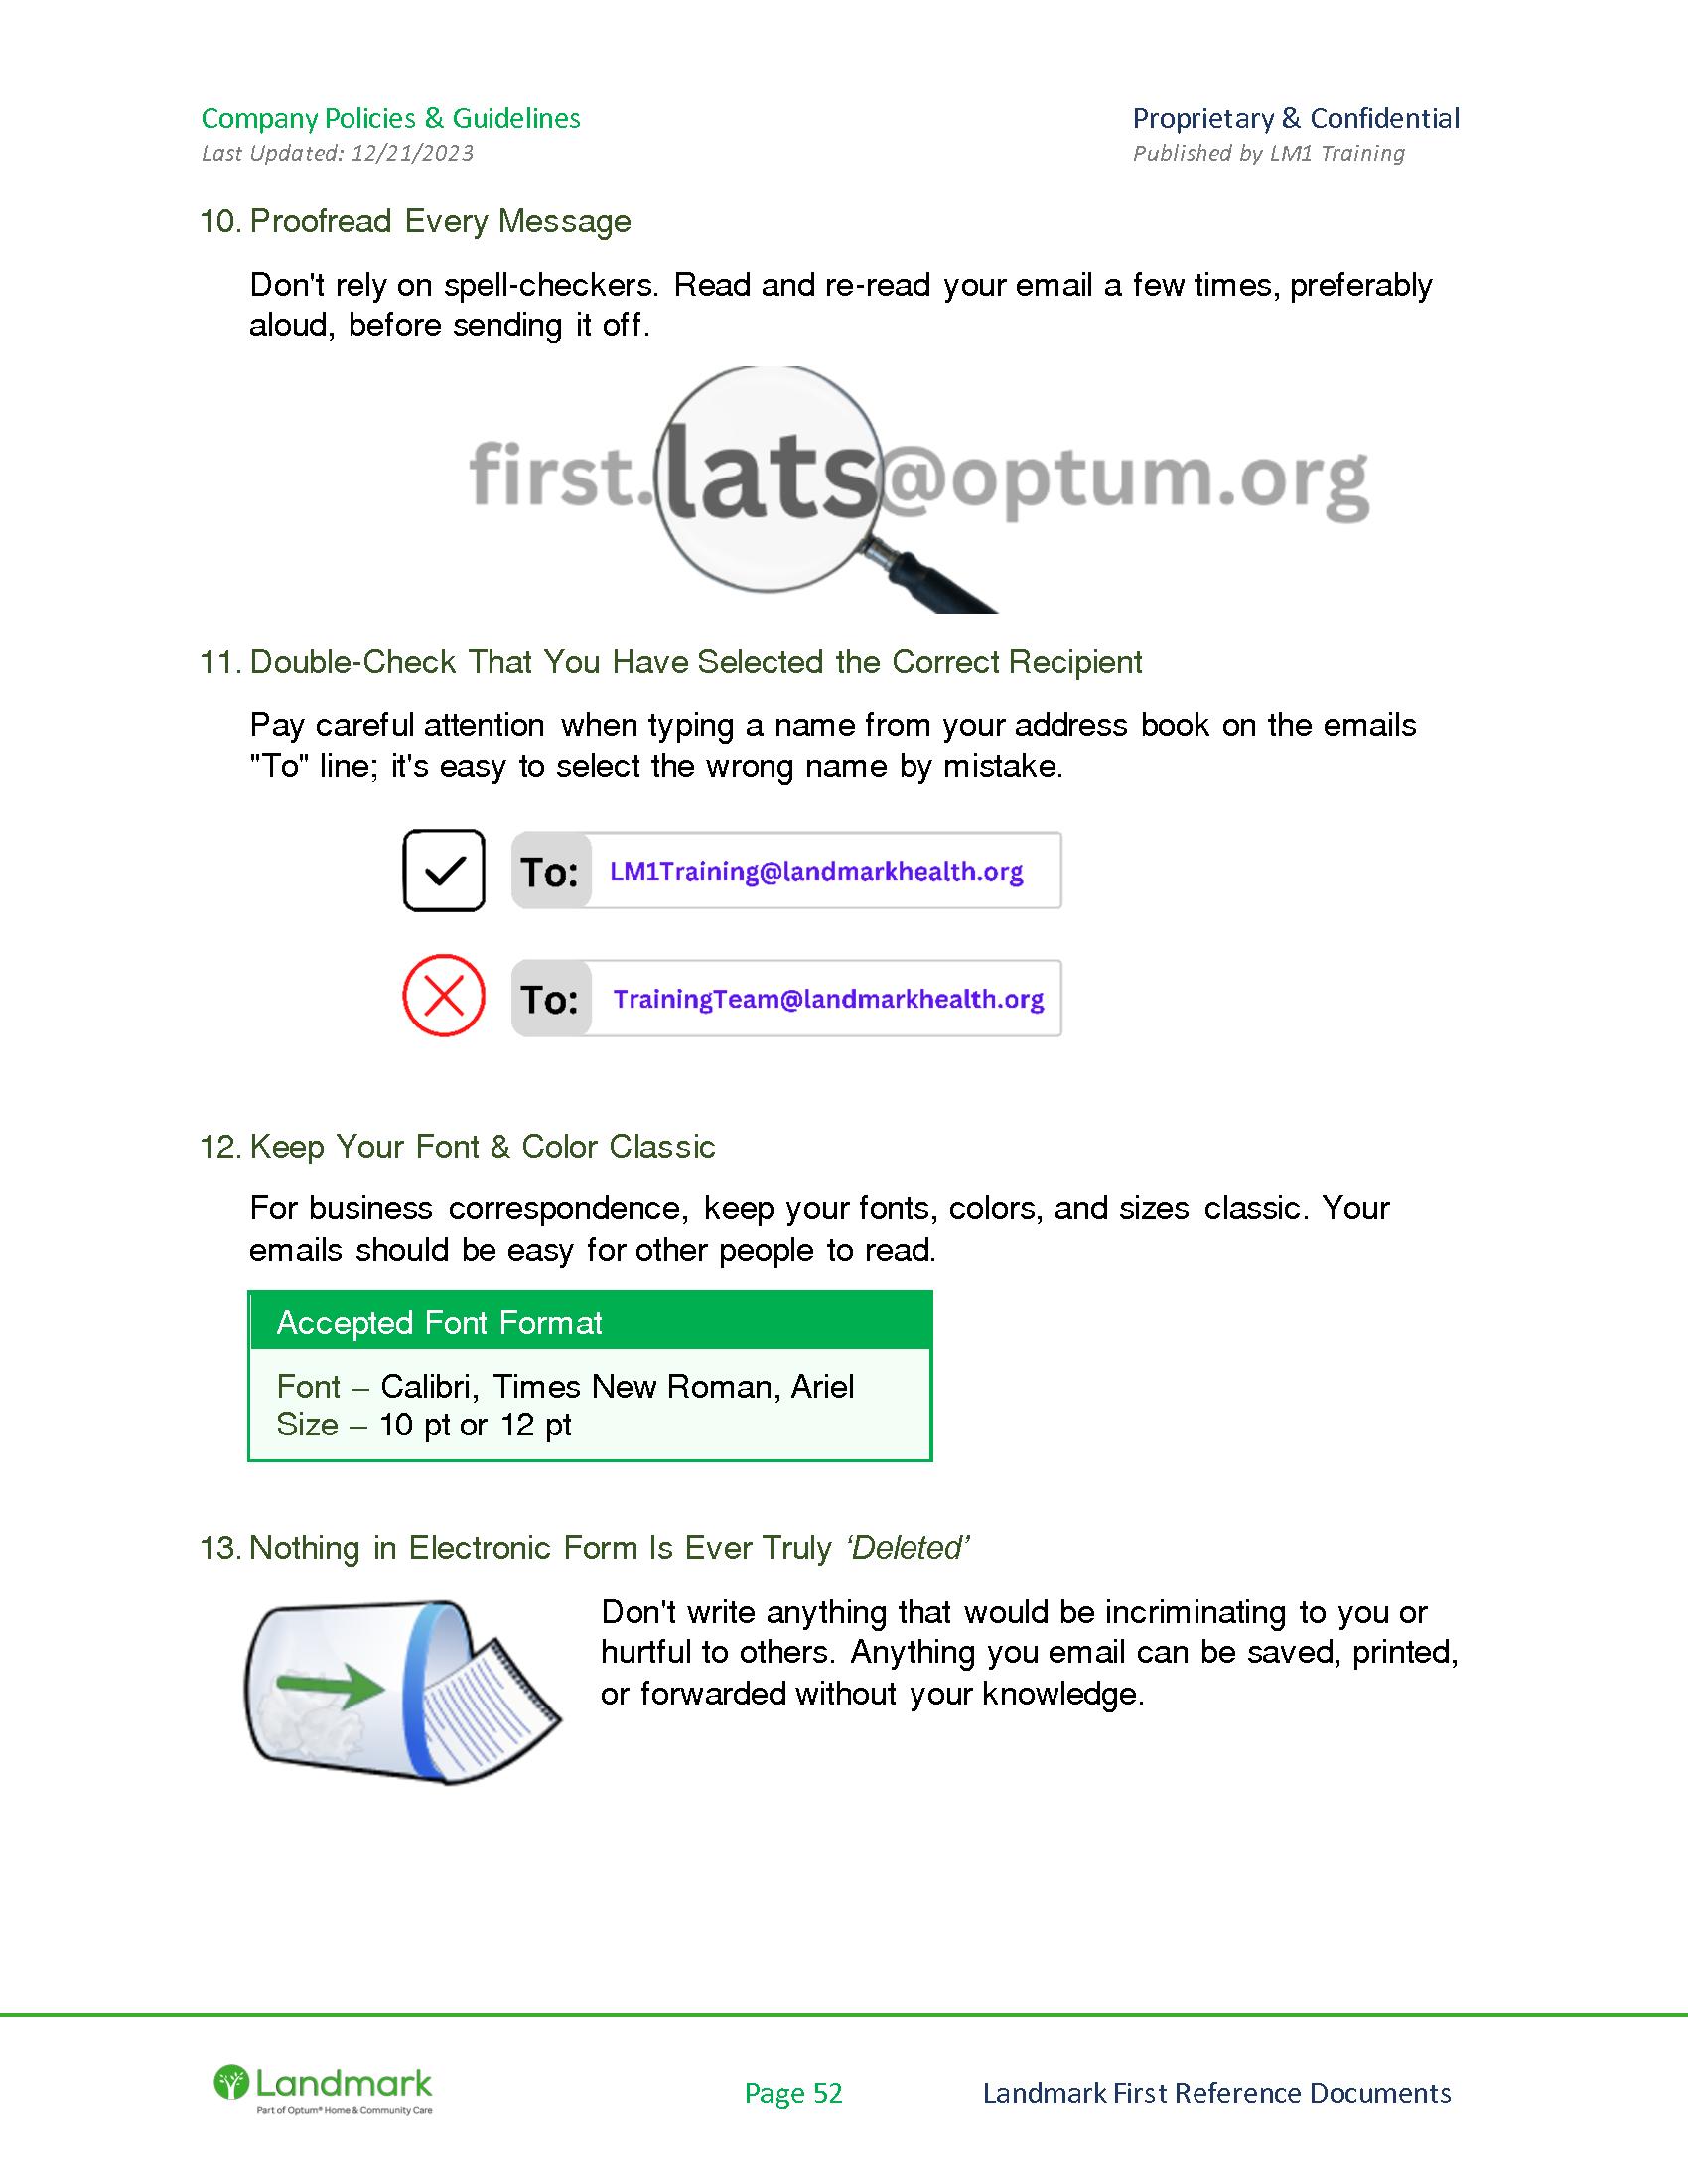 Company Policies & Guidelines
Proprietary & Confidential
Last Updated: 12/21/2023
Published by LM1 Training
10. Proofread Every Message
Don't rely on spell-checkers. Read and re-read your email a few times, preferably
aloud, before sending it off.
first.lats@optum.org
11. Double-Check That You Have Selected the Correct Recipient
Pay careful attention when typing a name from your address book on the emails
"To" line; it's easy to select the wrong name by mistake.
To: LM1Training@landmarkhealth.org
To: TrainingTeam@landmarkhealth.org
12. Keep Your Font & Color Classic
For business correspondence, keep your fonts, colors, and sizes classic. Your
emails should be easy for other people to read.
Accepted Font Format
Font – Calibri, Times New Roman, Ariel
Size – 10 pt or 12 pt
13. Nothing in Electronic Form Is Ever Truly ‘Deleted’
Don't write anything that would be incriminating to you or
hurtful to others. Anything you email can be saved, printed,
or forwarded without your knowledge.
Landmark
Part of Optum® Home & Community Care
Page 52
Landmark First Reference Documents